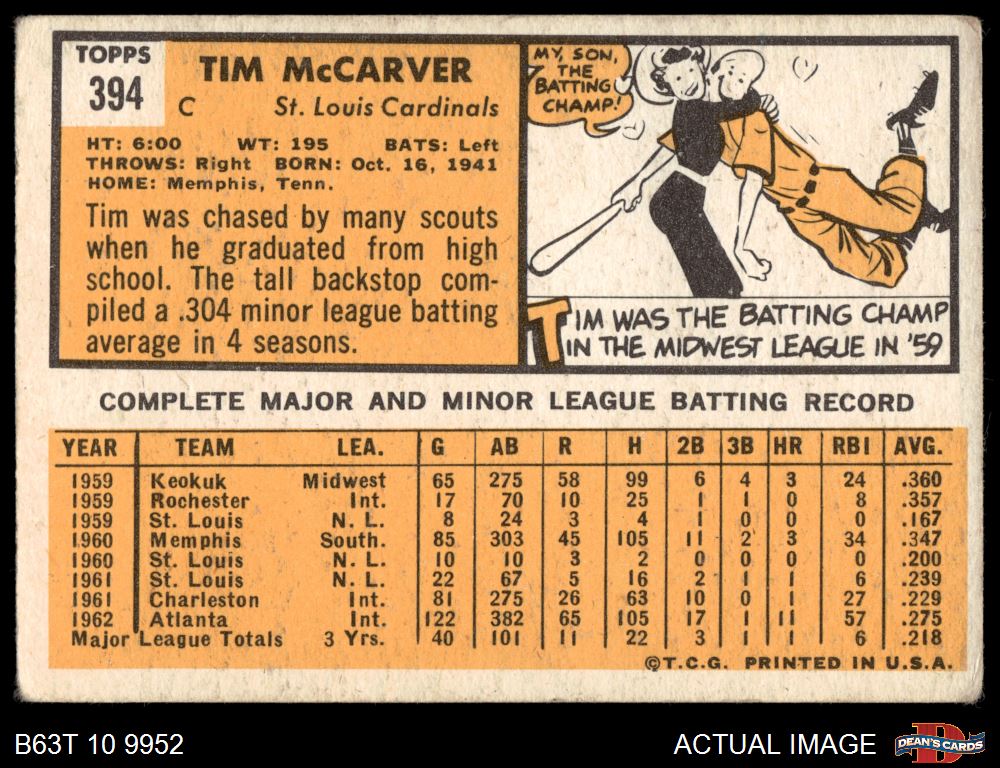 TOPPS
394
TIM McCARVER
C St. Louis Cardinals
HT: 6:00 WT: 195 BATS: Left
THROWS: Right BORN: Oct. 16, 1941
HOME: Memphis, Tenn.
Tim was chased by many scouts
when he graduated from high
school. The tall backstop com-
piled a .304 minor league batting
average in 4 seasons.
MY, SON,
THE
BATTING
CHAMP!
TIM WAS THE BATTING CHAMP
IN THE MIDWEST LEAGUE IN '59
COMPLETE MAJOR AND MINOR LEAGUE BATTING RECORD
YEAR TEAM LEA. G AB R H 2B 3B HR RBI AVG.
1959 Keokuk Midwest 65 275 58 99 6 4 3 24 .360
1959 Rochester Int. 17 70 10 25 1 1 0 8 .357
1959 St. Louis N. L. 8 24 3 4 1 0 0 0 .167
1960 Memphis South. 85 303 45 105 11 2 3 34 .347
1960 St. Louis N. L. 10 10 3 2 0 0 0 0 .200
1961 St. Louis N. L. 22 67 5 16 2 1 1 6 .239
1961 Charleston Int. 81 275 26 63 10 0 1 27 .229
1962 Atlanta Int. 122 382 65 105 17 1 11 57 .275
Major League Totals 3 Yrs. 40 101 11 22 3 1 1 6 .218
©T.C.G. PRINTED IN U.S.A.
B63T 10 9952
ACTUAL IMAGE
D
DEAN'S CARDS